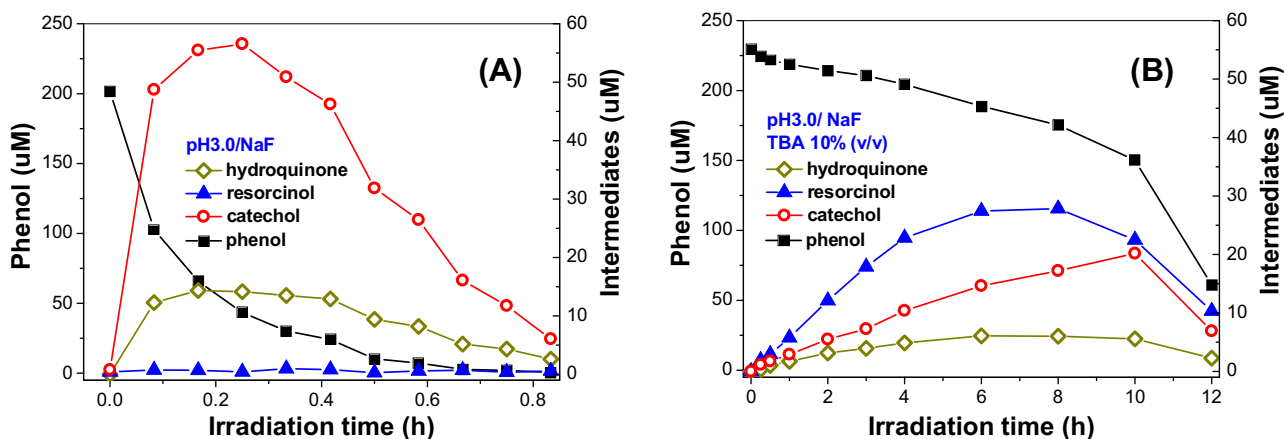 (A)
Phenol (uM)
250
200
150
100
50
0
pH3.0/NaF
hydroquinone
resorcinol
catechol
phenol
60
50
40
30
20
10
0
Intermediates (uM)
0.0 0.2 0.4 0.6 0.8
Irradiation time (h)
(B)
Phenol (uM)
250
200
150
100
50
0
pH3.0/ NaF
TBA 10% (v/v)
hydroquinone
resorcinol
catechol
phenol
60
50
40
30
20
10
0
Intermediates (uM)
0 2 4 6 8 10 12
Irradiation time (h)